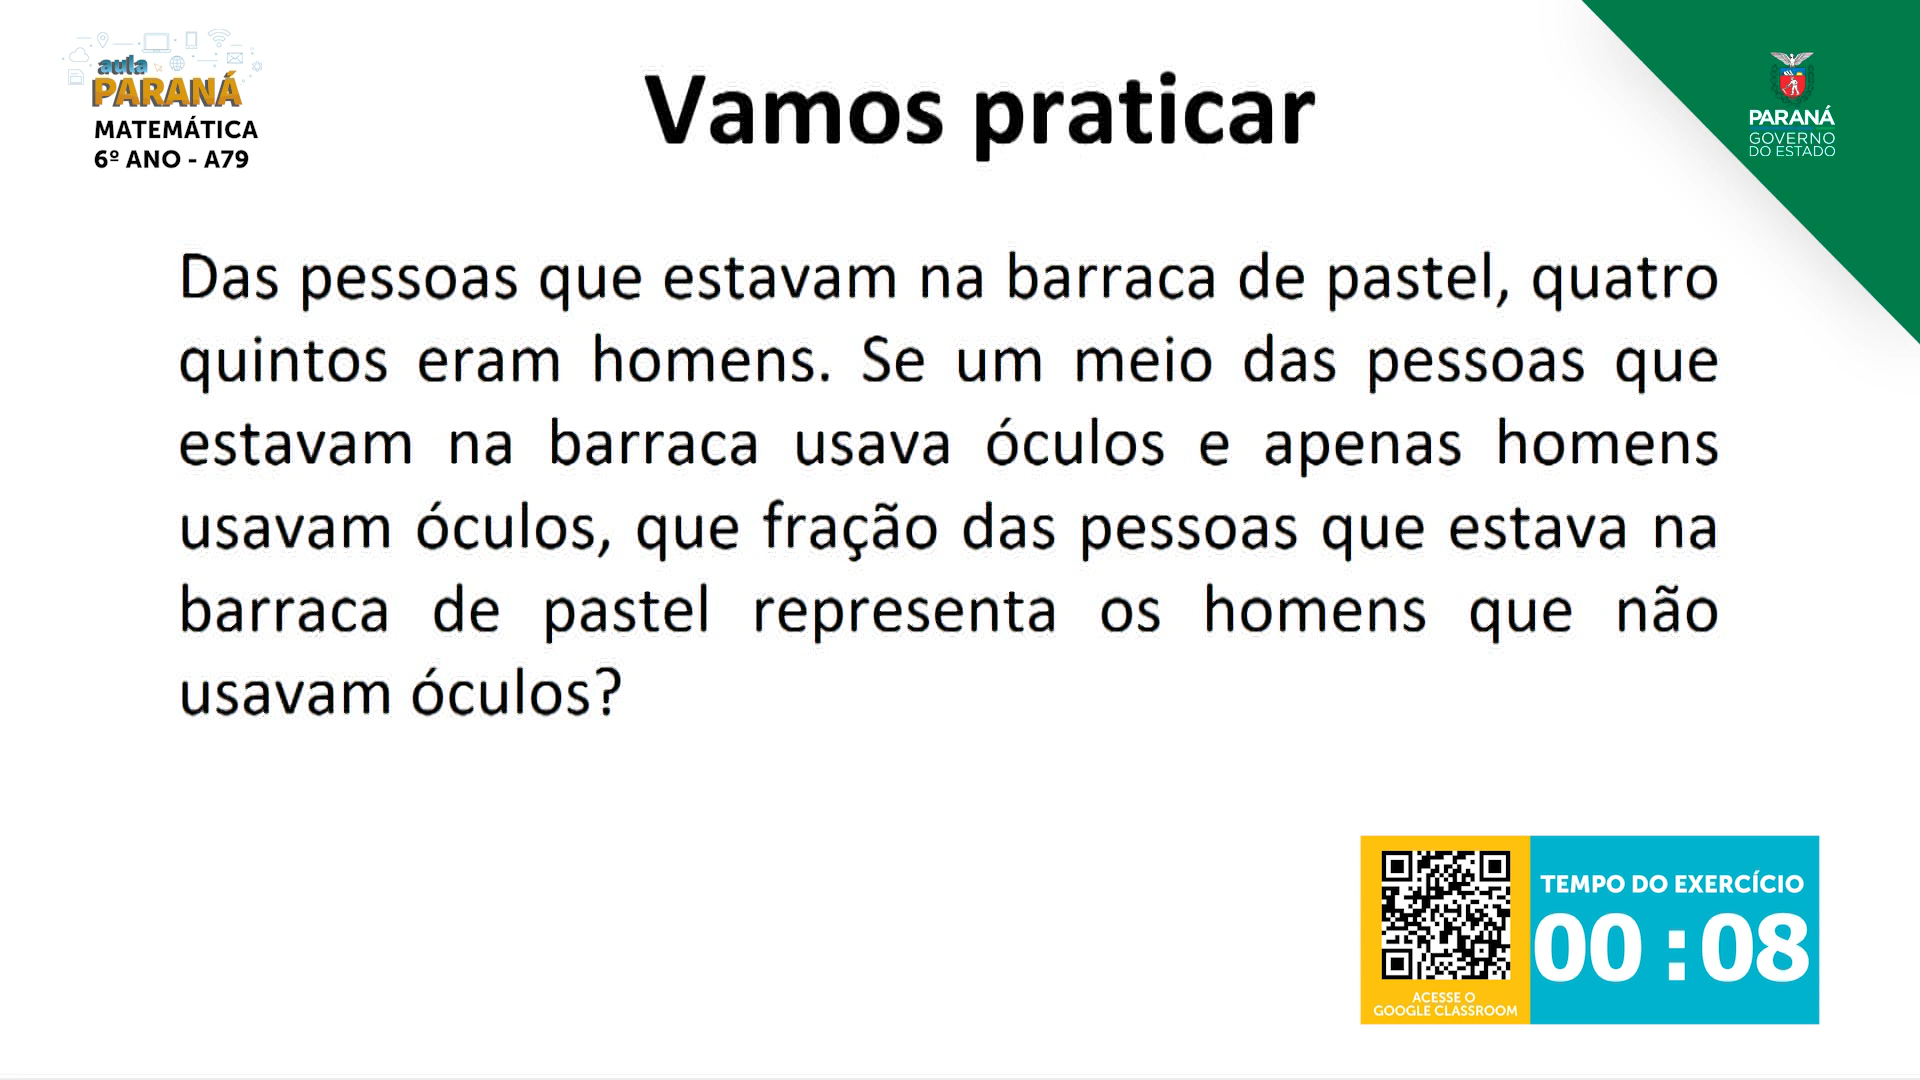 aula
PARANÁ
MATEMÁTICA
6º ANO - A79
Vamos praticar
PARANÁ
GOVERNO
DO ESTADO
Das pessoas que estavam na barraca de pastel, quatro
quintos eram homens. Se um meio das pessoas que
estavam na barraca usava óculos e apenas homens
usavam óculos, que fração das pessoas que estava na
barraca de pastel representa os homens que não
usavam óculos?
ACESSE O
GOOGLE CLASSROOM
TEMPO DO EXERCÍCIO
00 : 08